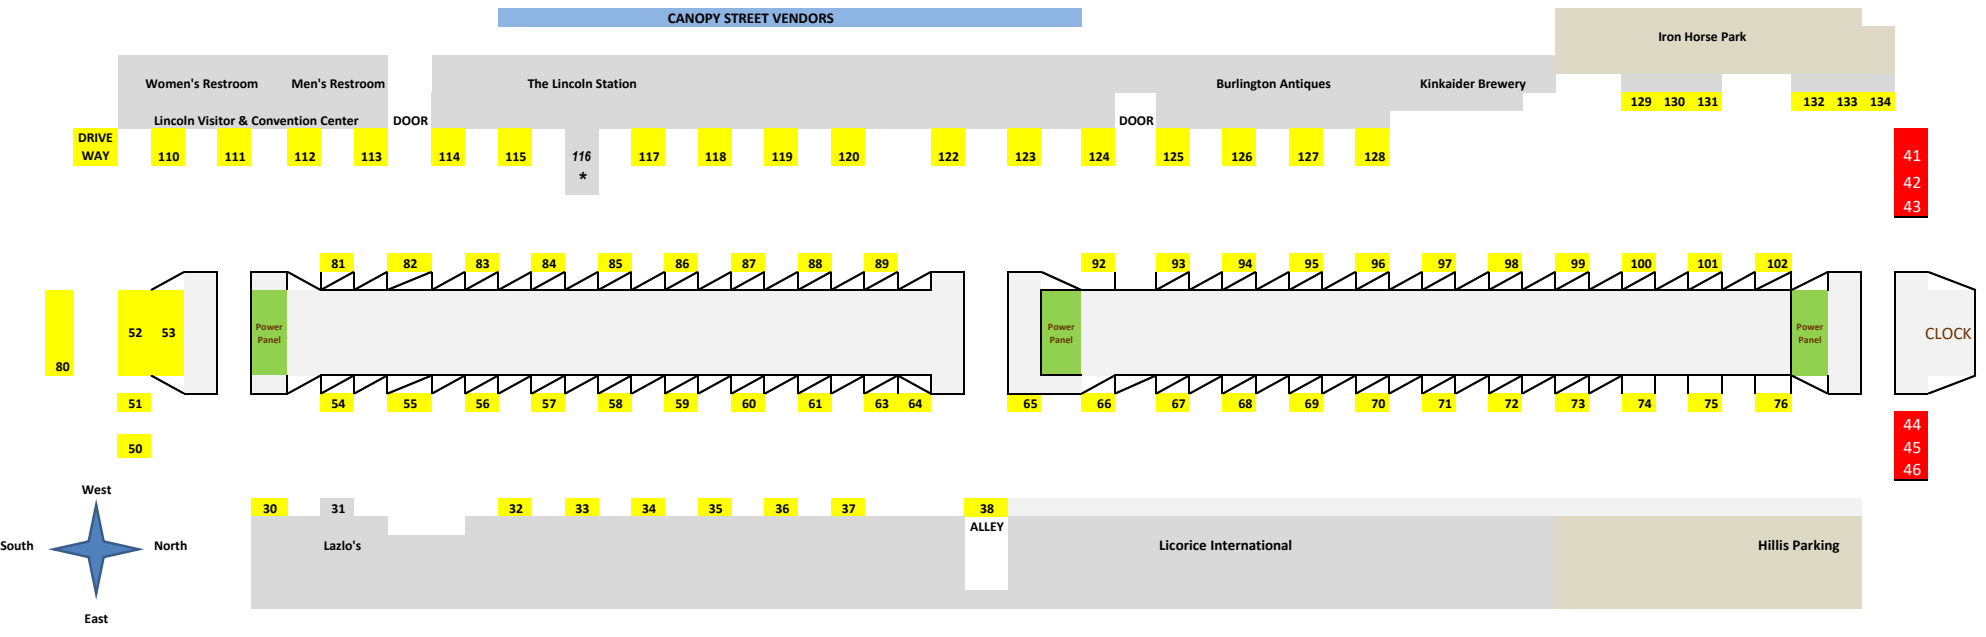 CANOPY STREET VENDORS
Iron Horse Park
Women's Restroom Men's Restroom The Lincoln Station Burlington Antiques Kinkaider Brewery
129 130 131 132 133 134
Lincoln Visitor & Convention Center DOOR DOOR
DRIVE
WAY 110 111 112 113 114 115 116 117 118 119 120 122 123 124 125 126 127 128 41
* 42
43
81 82 83 84 85 86 87 88 89 92 93 94 95 96 97 98 99 100 101 102
Power
Panel
Power
Panel
Power
Panel
52 53 CLOCK
80
54 55 56 57 58 59 60 61 63 64 65 66 67 68 69 70 71 72 73 74 75 76
51
44
50 45
46
West
30 31 32 33 34 35 36 37 38
ALLEY
South North Lazlo's Licorice International Hillis Parking
East